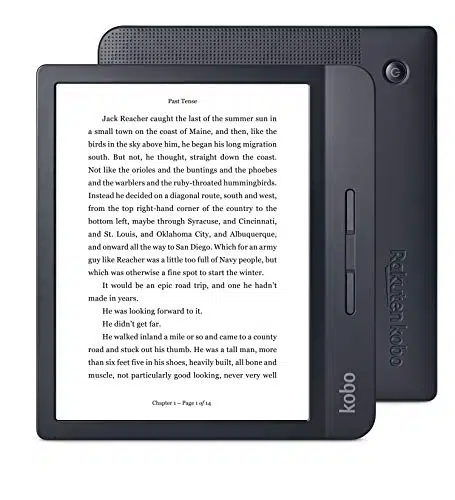 Past Tense
Jack Reacher caught the last of the summer sun in
a small town on the coast of Maine, and then, like the
birds in the sky above him, he began his long migration
south. But not, he thought, straight down the coast.
Not like the orioles and the buntings and the phoebes
and the warblers and the ruby-throated hummingbirds.
Instead he decided on a diagonal route, south and west,
from the top right-hand corner of the country to the
bottom left, maybe through Syracuse, and Cincinnati,
and St. Louis, and Oklahoma City, and Albuquerque,
and onward all the way to San Diego. Which for an army
guy like Reacher was a little too full of Navy people, but
which was otherwise a fine spot to start the winter.
It would be an epic road trip, and one he hadn't
made in years.
He was looking forward to it.
He didn't get far.
He walked inland a mile or so and came to a county
road and stuck out his thumb. He was a tall man, more
than six feet five in his shoes, heavily built, all bone and
muscle, not particularly good looking, never very well
Chapter 1 – Page 1 of 14
kobo
Rakuten kobo